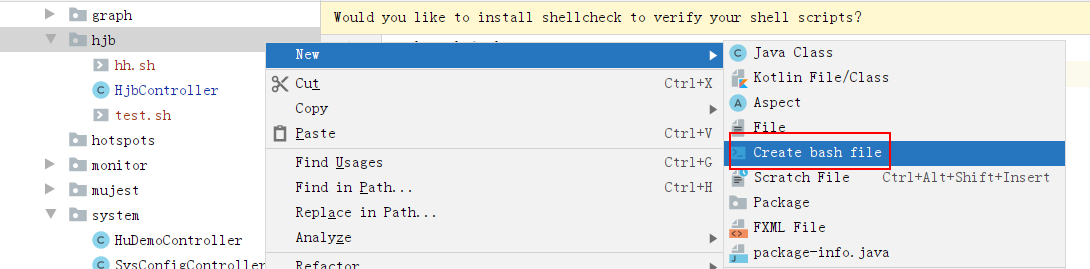 graph
hjb
hh.sh
HjbController
test.sh
hotspots
monitor
mujest
system
HuDemoController
SysConfigController
Would you like to install shellcheck to verify your shell scripts?
New
Cut Ctrl+X
Copy
Paste Ctrl+V
Find Usages Ctrl+G
Find in Path... Ctrl+H
Replace in Path...
Analyze
Refactor
Java Class
Kotlin File/Class
Aspect
File
Create bash file
Scratch File Ctrl+Alt+Shift+Insert
Package
FXML File
package-info.java